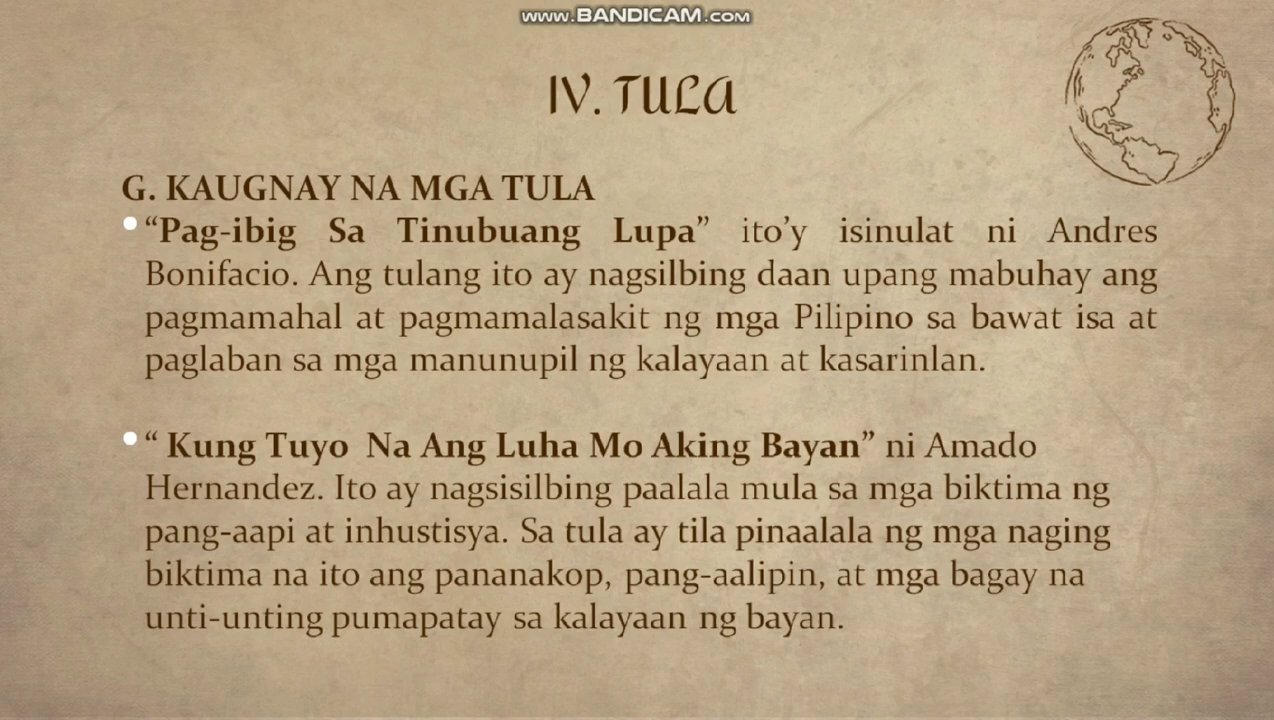 www.BANDICAM.com
IV. TULA
G. KAUGNAY NA MGA TULA
• “Pag-ibig Sa Tinubuang Lupa” ito’y isinulat ni Andres
Bonifacio. Ang tulang ito ay nagsilbing daan upang mabuhay ang
pagmamahal at pagmamalasakit ng mga Pilipino sa bawat isa at
paglaban sa mga manunupil ng kalayaan at kasarinlan.
• “ Kung Tuyo Na Ang Luha Mo Aking Bayan” ni Amado
Hernandez. Ito ay nagsisilbing paalala mula sa mga biktima ng
pang-aapi at inhustisya. Sa tula ay tila pinaalala ng mga naging
biktima na ito ang pananakop, pang-aalipin, at mga bagay na
unti-unting pumapatay sa kalayaan ng bayan.